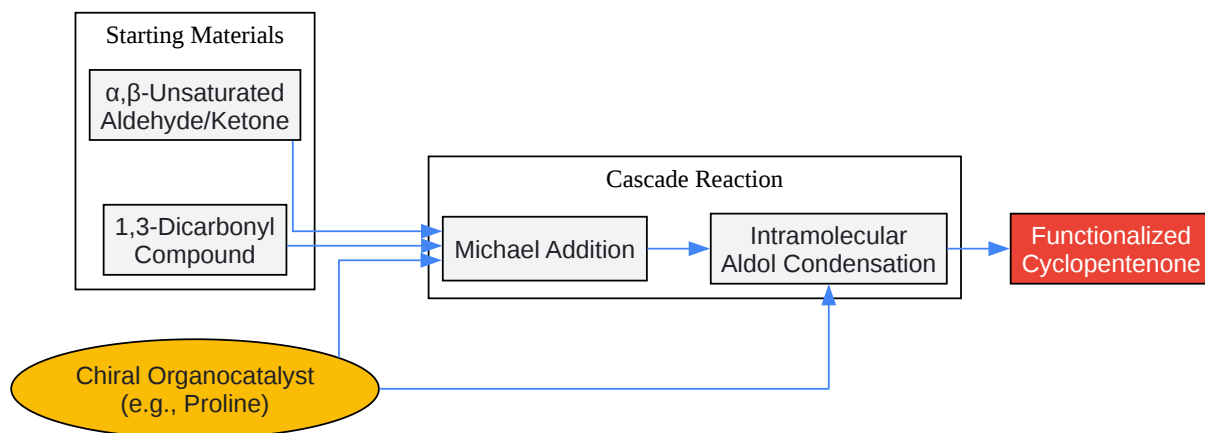 Starting Materials
α,β-Unsaturated
Aldehyde/Ketone
1,3-Dicarbonyl
Compound
Cascade Reaction
Michael Addition
Intramolecular
Aldol Condensation
Functionalized
Cyclopentenone
Chiral Organocatalyst
(e.g., Proline)